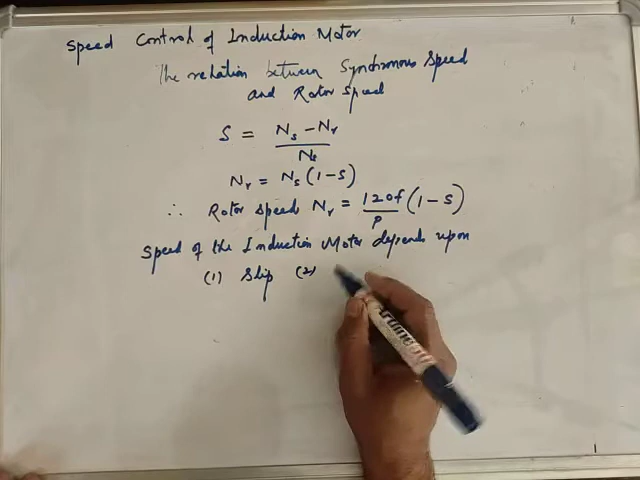 Speed Control of Induction Motor
The relation between Synchronous Speed
and Rotor Speed
S = Ns - Nr / Ns
Nr = Ns (1 - S)
∴ Rotor speed Nr = 120f / P (1 - S)
Speed of the Induction Motor depends upon
(1) Slip (2)